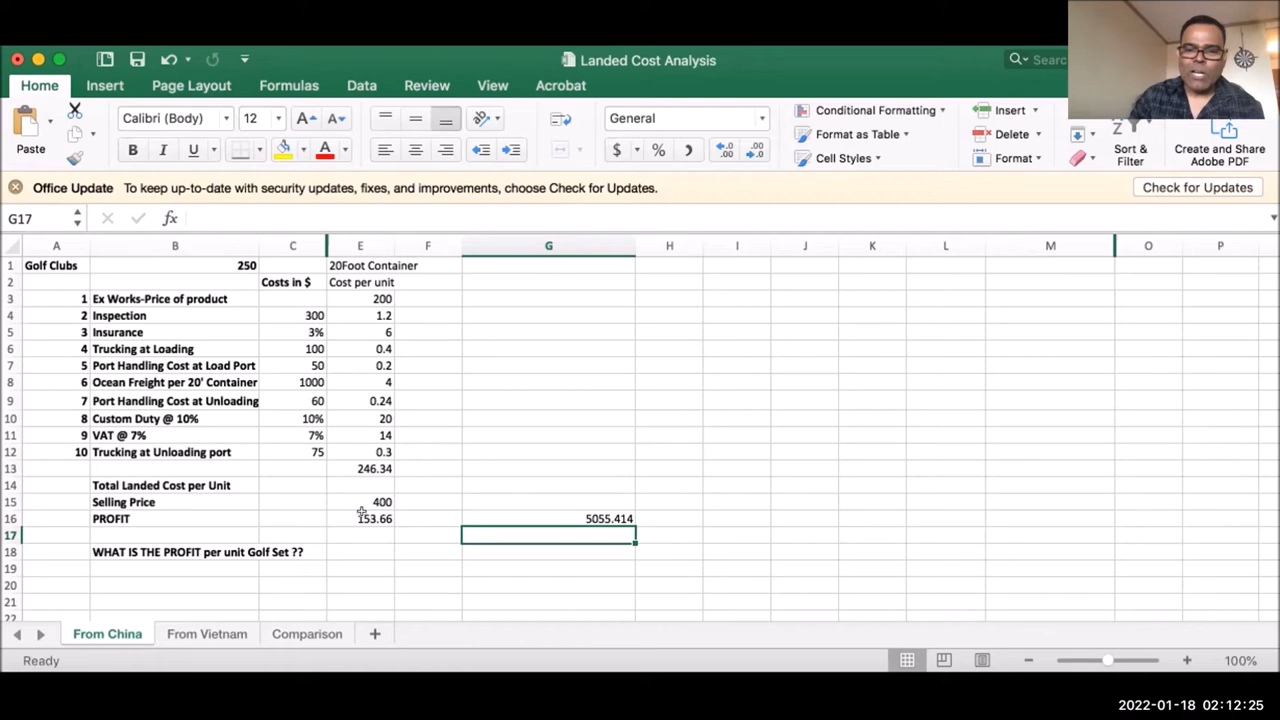 Landed Cost Analysis
Home Insert Page Layout Formulas Data Review View Acrobat
Calibri (Body) 12 General Conditional Formatting Insert
Paste Format as Table Delete Sort & Filter Create and Share Adobe PDF
Cell Styles Format
Office Update To keep up-to-date with security updates, fixes, and improvements, choose Check for Updates. Check for Updates
G17 fx
A B C E F G H I J K L M O P
1 Golf Clubs 250 20Foot Container
2 Costs in $ Cost per unit
3 1 Ex Works-Price of product 200
4 2 Inspection 300 1.2
5 3 Insurance 3% 6
6 4 Trucking at Loading 100 0.4
7 5 Port Handling Cost at Load Port 50 0.2
8 6 Ocean Freight per 20' Container 1000 4
9 7 Port Handling Cost at Unloading 60 0.24
10 8 Custom Duty @ 10% 10% 20
11 9 VAT @ 7% 7% 14
12 10 Trucking at Unloading port 75 0.3
13 246.34
14 Total Landed Cost per Unit
15 Selling Price 400
16 PROFIT 153.66 5055.414
17
18 WHAT IS THE PROFIT per unit Golf Set ??
19
20
21
22
From China From Vietnam Comparison +
Ready 100%
2022-01-18 02:12:25